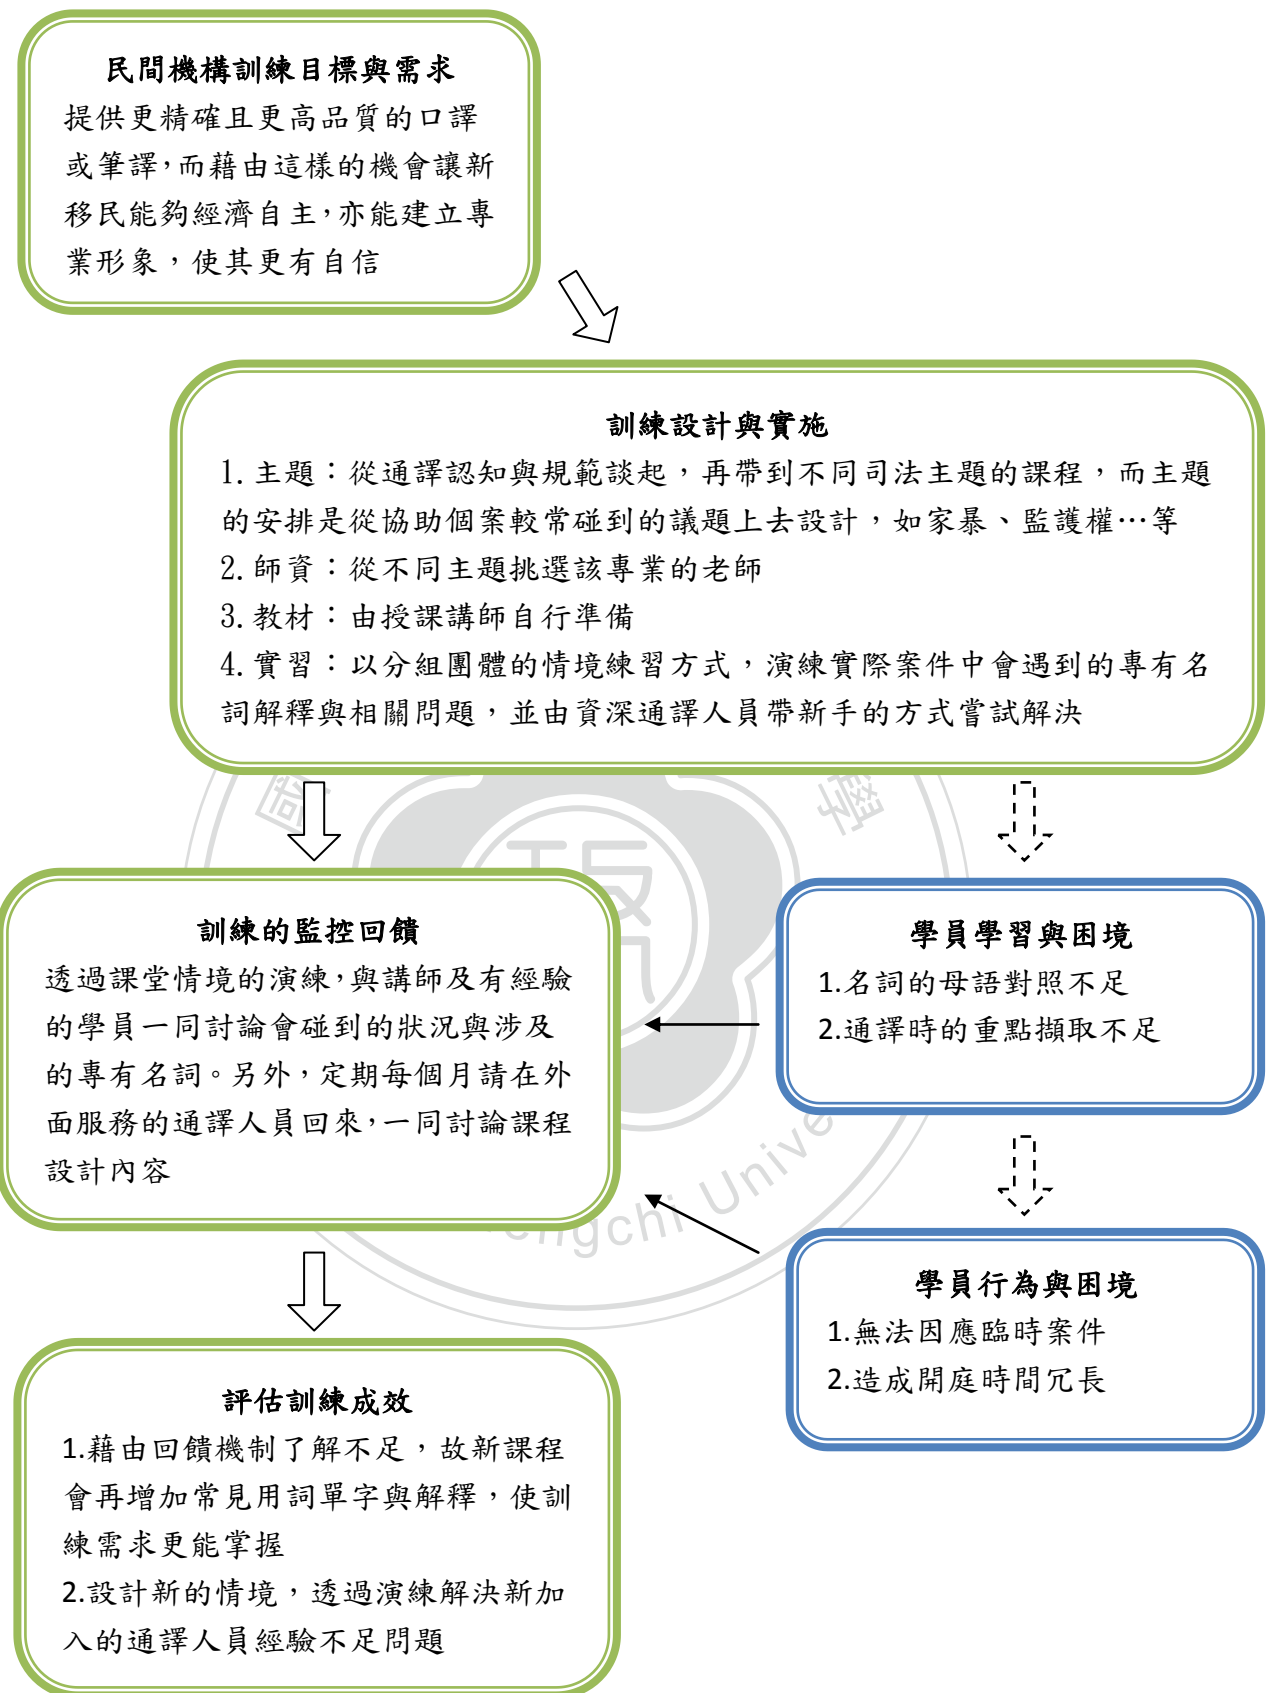 民間機構訓練目標與需求
提供更精確且更高品質的口譯
或筆譯，而藉由這樣的機會讓新
移民能夠經濟自主，亦能建立專
業形象，使其更有自信
訓練設計與實施
1. 主題：從通譯認知與規範談起，再帶到不同司法主題的課程，而主題
的安排是從協助個案較常碰到的議題上去設計，如家暴、監護權…等
2. 師資：從不同主題挑選該專業的老師
3. 教材：由授課講師自行準備
4. 實習：以分組團體的情境練習方式，演練實際案件中會遇到的專有名
詞解釋與相關問題，並由資深通譯人員帶新手的方式嘗試解決
學
訓練的監控回饋
透過課堂情境的演練，與講師及有經驗
的學員一同討論會碰到的狀況與涉及
的專有名詞。另外，定期每個月請在外
面服務的通譯人員回來，一同討論課程
設計內容
學員學習與困境
1.名詞的母語對照不足
2.通譯時的重點擷取不足
engchi Unive
學員行為與困境
1.無法因應臨時案件
2.造成開庭時間冗長
評估訓練成效
1.藉由回饋機制了解不足，故新課程
會再增加常見用詞單字與解釋，使訓
練需求更能掌握
2.設計新的情境，透過演練解決新加
入的通譯人員經驗不足問題